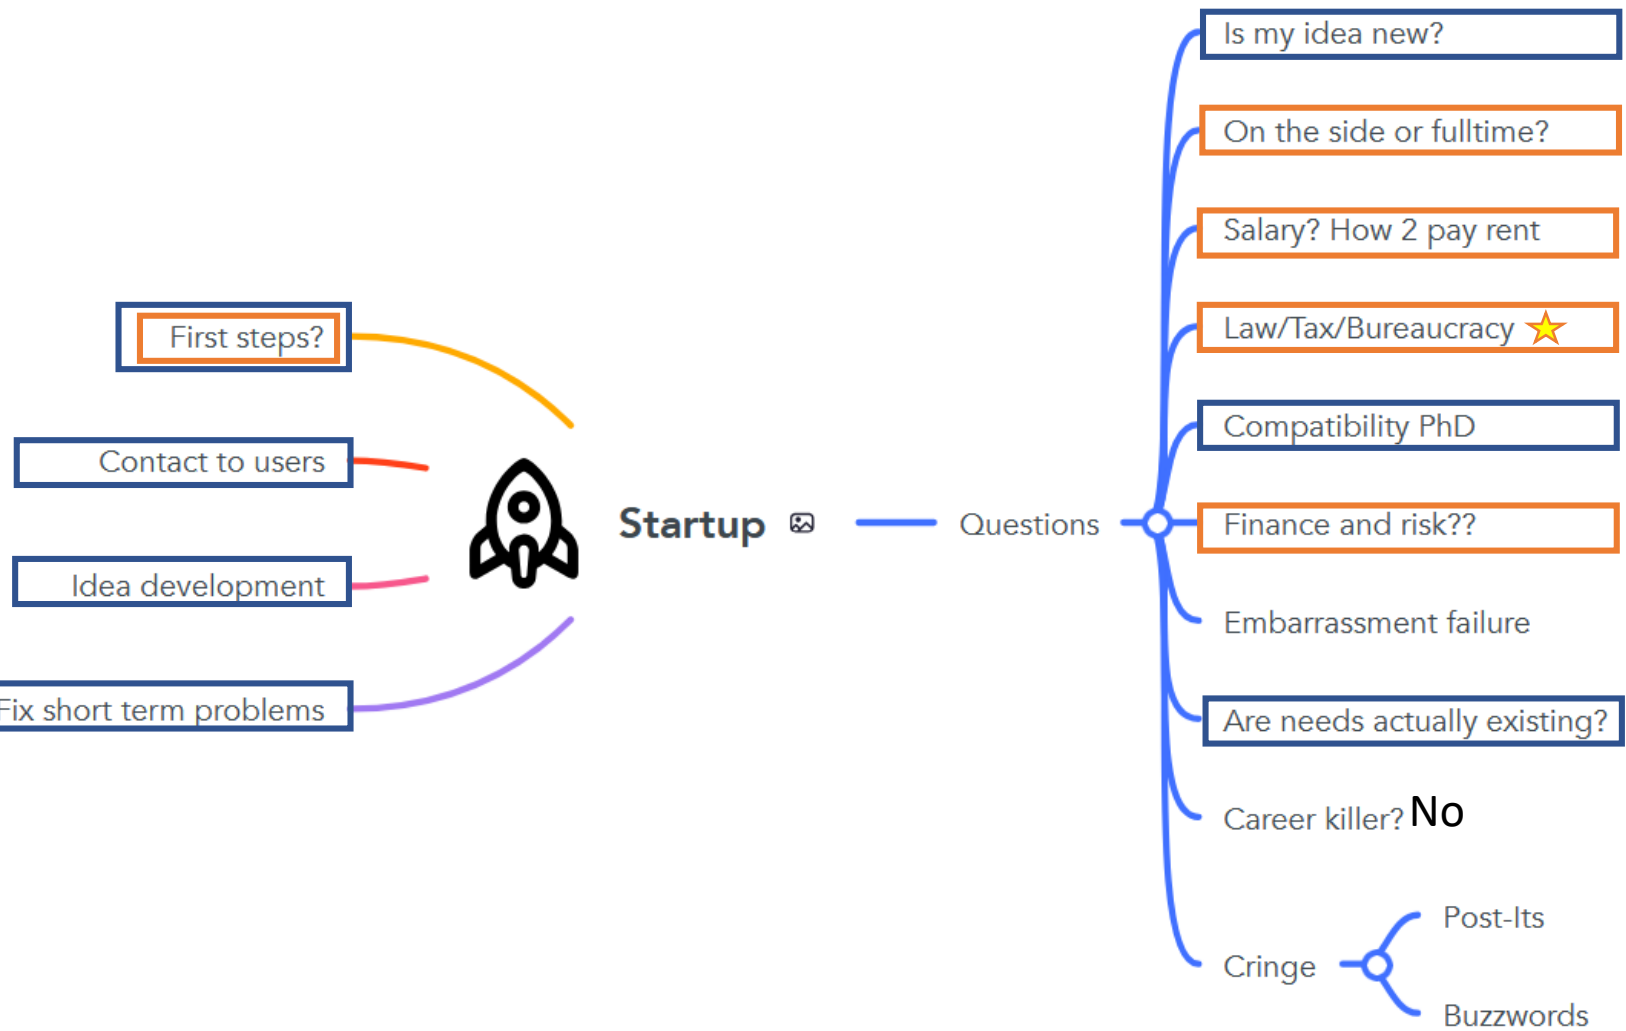 First steps?
Contact to users
Idea development
Fix short term problems
Startup
Questions
Is my idea new?
On the side or fulltime?
Salary? How 2 pay rent
Law/Tax/Bureaucracy
Compatibility PhD
Finance and risk??
Embarrassment failure
Are needs actually existing?
Career killer? No
Cringe
Post-Its
Buzzwords